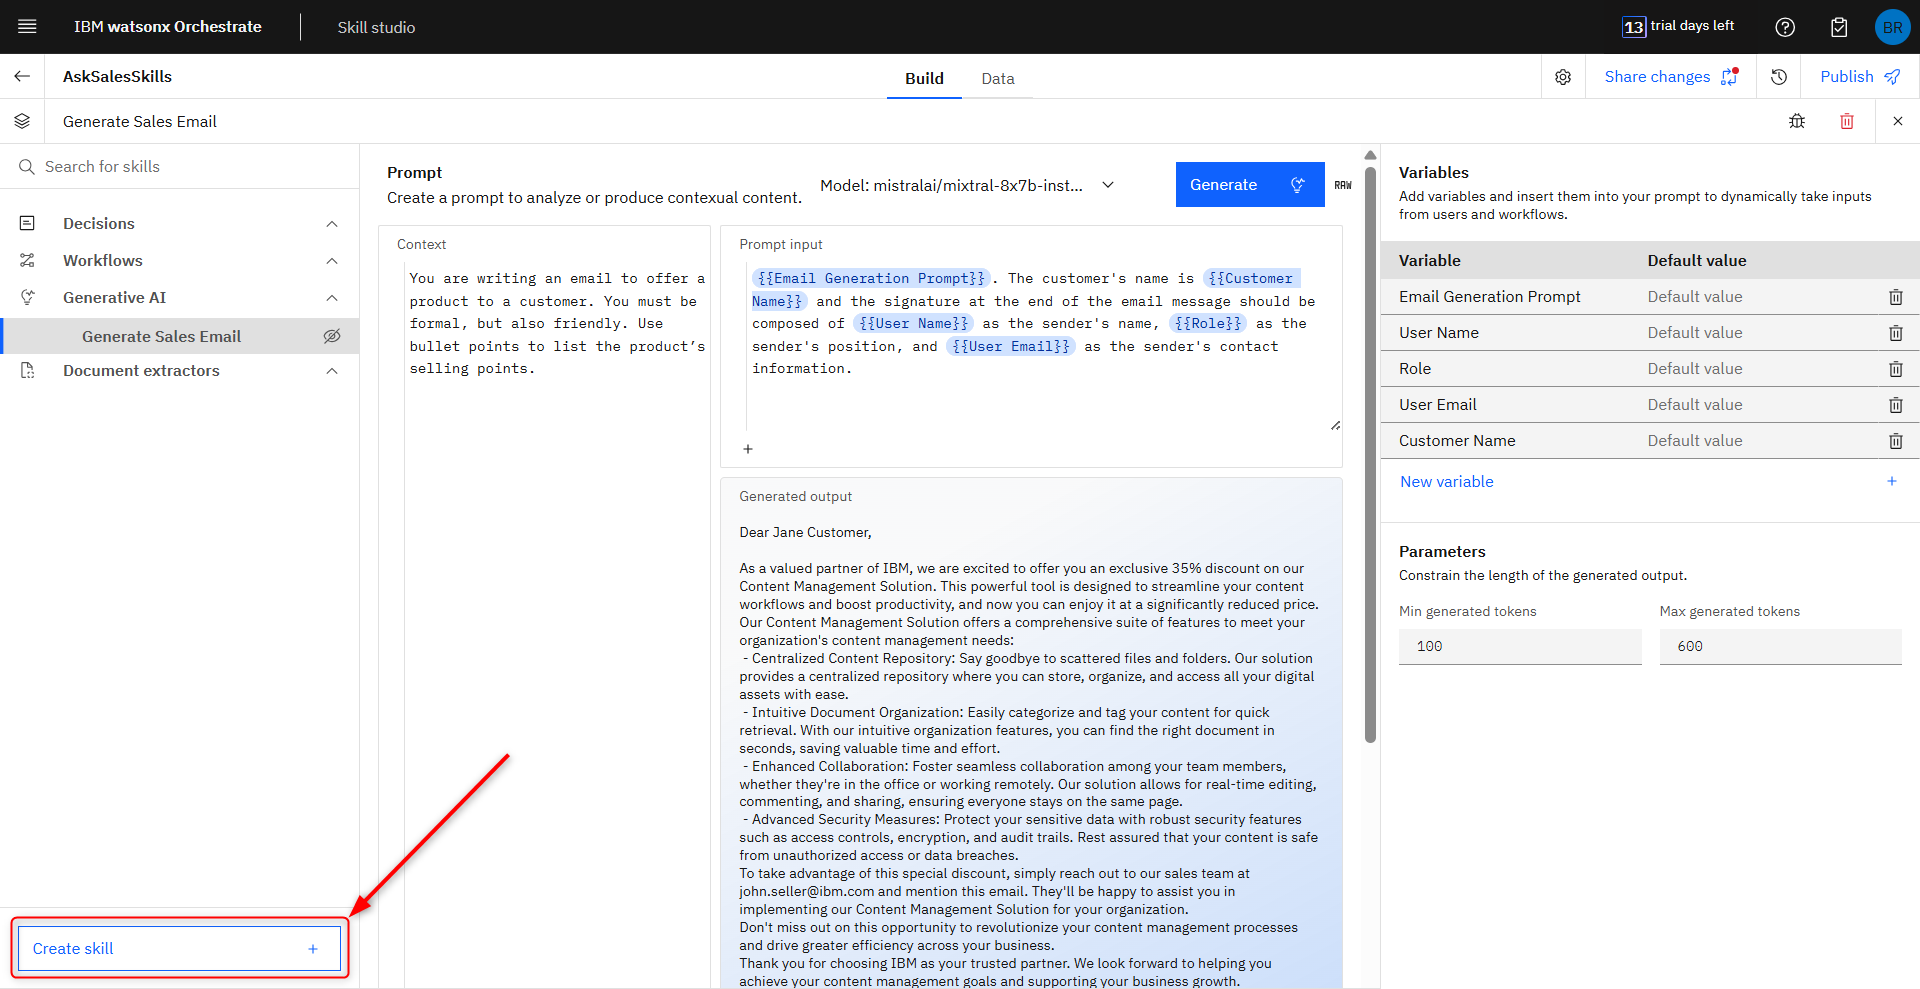 IBM watsonx Orchestrate
Skill studio
13 trial days left
BR
AskSalesSkills
Build
Data
Share changes
Publish
Generate Sales Email
Search for skills
Decisions
Workflows
Generative AI
Generate Sales Email
Document extractors
Create skill +
Prompt
Create a prompt to analyze or produce contexual content.
Model: mistralai/mixtral-8x7b-inst...
Generate
RAW
Context
You are writing an email to offer a
product to a customer. You must be
formal, but also friendly. Use
bullet points to list the product’s
selling points.
Prompt input
{{Email Generation Prompt}}. The customer's name is {{Customer
Name}} and the signature at the end of the email message should be
composed of {{User Name}} as the sender's name, {{Role}} as the
sender's position, and {{User Email}} as the sender's contact
information.
+
Generated output
Dear Jane Customer,
As a valued partner of IBM, we are excited to offer you an exclusive 35% discount on our
Content Management Solution. This powerful tool is designed to streamline your content
workflows and boost productivity, and now you can enjoy it at a significantly reduced price.
Our Content Management Solution offers a comprehensive suite of features to meet your
organization's content management needs:
- Centralized Content Repository: Say goodbye to scattered files and folders. Our solution
provides a centralized repository where you can store, organize, and access all your digital
assets with ease.
- Intuitive Document Organization: Easily categorize and tag your content for quick
retrieval. With our intuitive organization features, you can find the right document in
seconds, saving valuable time and effort.
- Enhanced Collaboration: Foster seamless collaboration among your team members,
whether they're in the office or working remotely. Our solution allows for real-time editing,
commenting, and sharing, ensuring everyone stays on the same page.
- Advanced Security Measures: Protect your sensitive data with robust security features
such as access controls, encryption, and audit trails. Rest assured that your content is safe
from unauthorized access or data breaches.
To take advantage of this special discount, simply reach out to our sales team at
john.seller@ibm.com and mention this email. They'll be happy to assist you in
implementing our Content Management Solution for your organization.
Don't miss out on this opportunity to revolutionize your content management processes
and drive greater efficiency across your business.
Thank you for choosing IBM as your trusted partner. We look forward to helping you
achieve your content management goals and supporting your business growth.
Variables
Add variables and insert them into your prompt to dynamically take inputs
from users and workflows.
Variable Default value
Email Generation Prompt Default value
User Name Default value
Role Default value
User Email Default value
Customer Name Default value
New variable +
Parameters
Constrain the length of the generated output.
Min generated tokens Max generated tokens
100 600